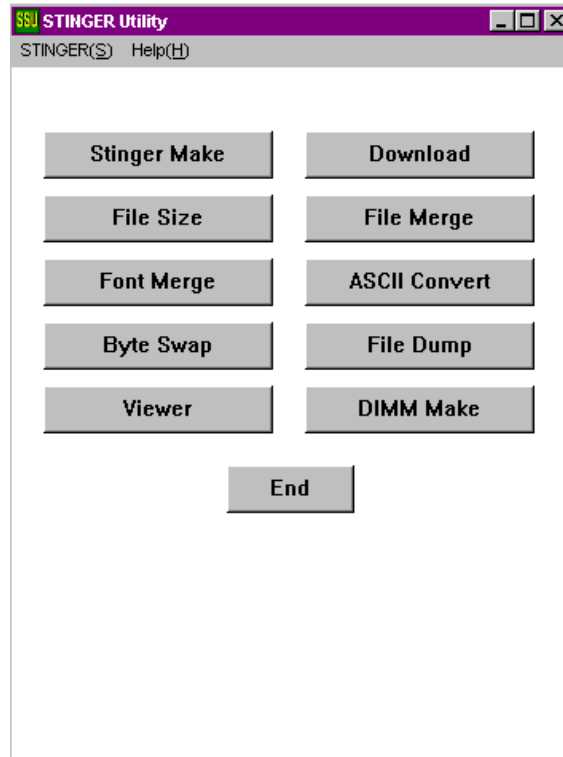 SSU STINGER Utility
STINGER(S) Help(H)
Stinger Make Download
File Size File Merge
Font Merge ASCII Convert
Byte Swap File Dump
Viewer DIMM Make
End